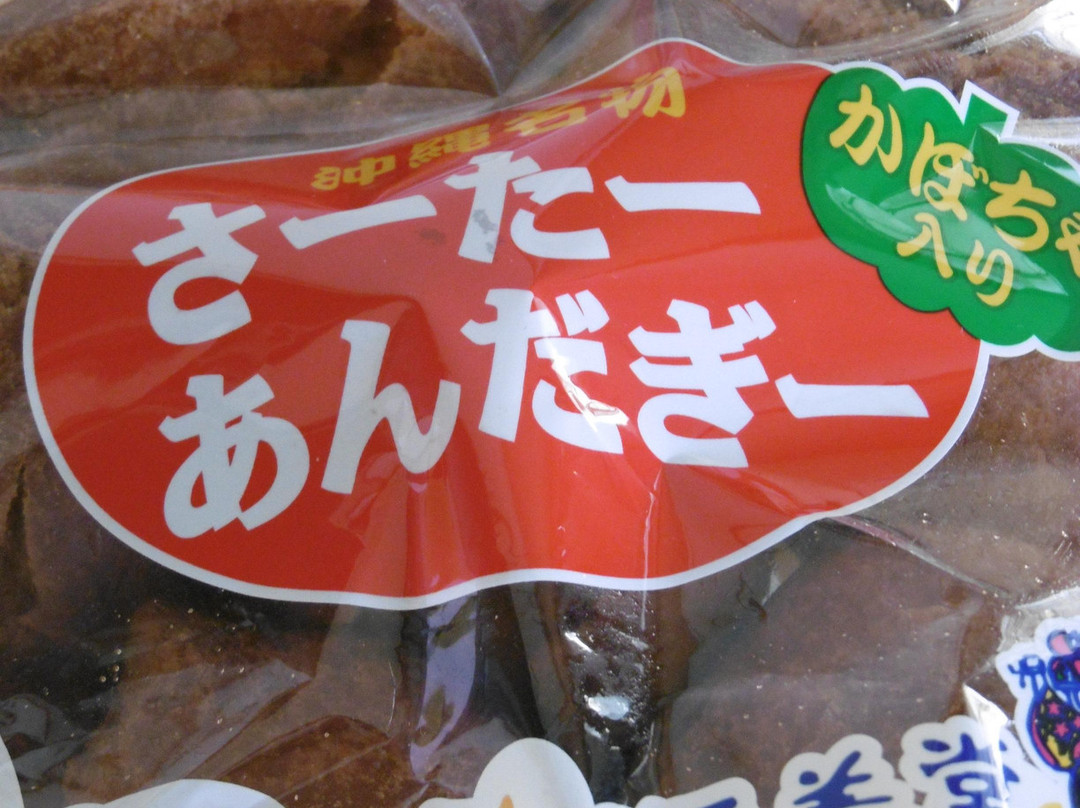 沖縄名物
さーたー
あんだぎー
かぼちゃ
入り